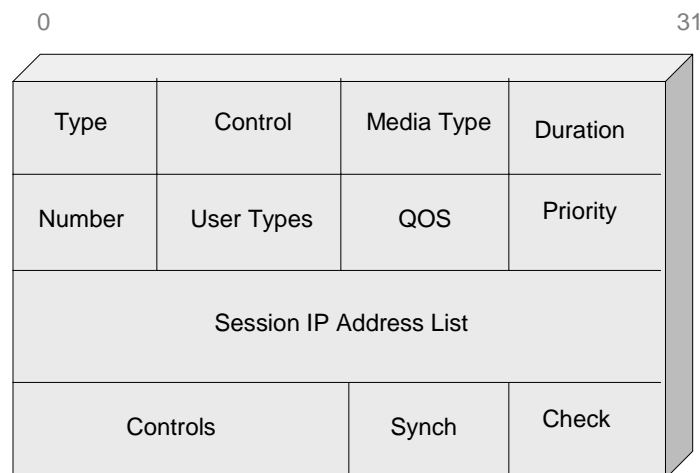 0 31
Type Control Media Type Duration
Number User Types QOS Priority
Session IP Address List
Controls Synch Check